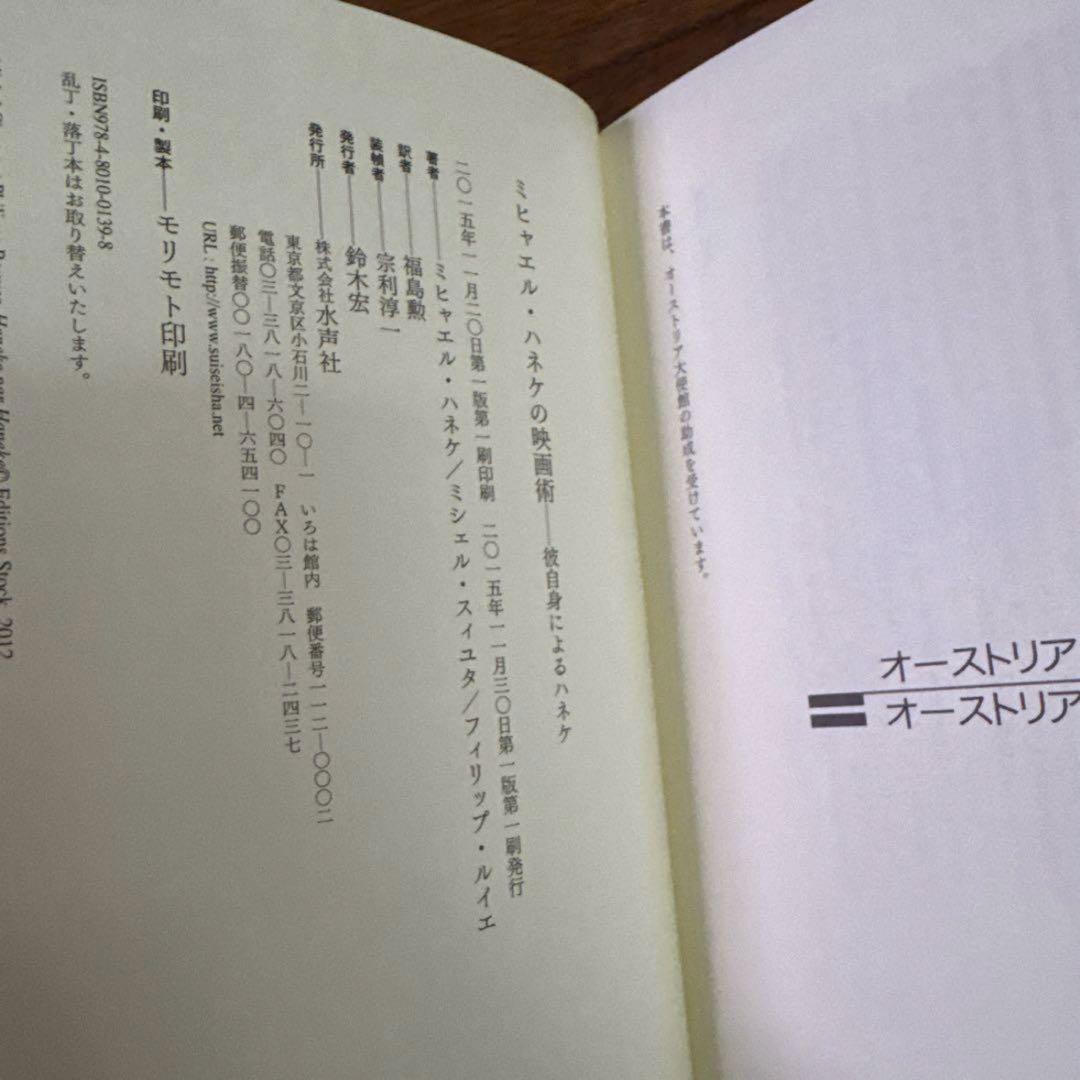 本書は、オーストリア大使館の助成を受けています。
オーストリア
オーストリア
ミヒャエル・ハネケの映画術――彼自身によるハネケ
二〇一五年一一月二〇日第一版第一刷印刷 二〇一五年一一月三〇日第一版第一刷発行
著者――ミヒャエル・ハネケ/ミシェル・スィユタ/フィリップ・ルイエ
訳者――福島勲
装幀者――宗利淳一
発行者――鈴木宏
発行所――株式会社水声社
東京都文京区小石川二―一〇―一 いろは館内 郵便番号一一二―〇〇〇二
電話〇三―三八一八―六〇四〇 FAX〇三―三八一八―二四三七
郵便振替〇〇一八〇―四―六五四一〇〇
URL : http://www.suiseisha.net
印刷・製本――モリモト印刷
ISBN978-4-8010-0139-8
乱丁・落丁本はお取り替えいたします。
Haneke par Haneke© Editions Stock, 2012